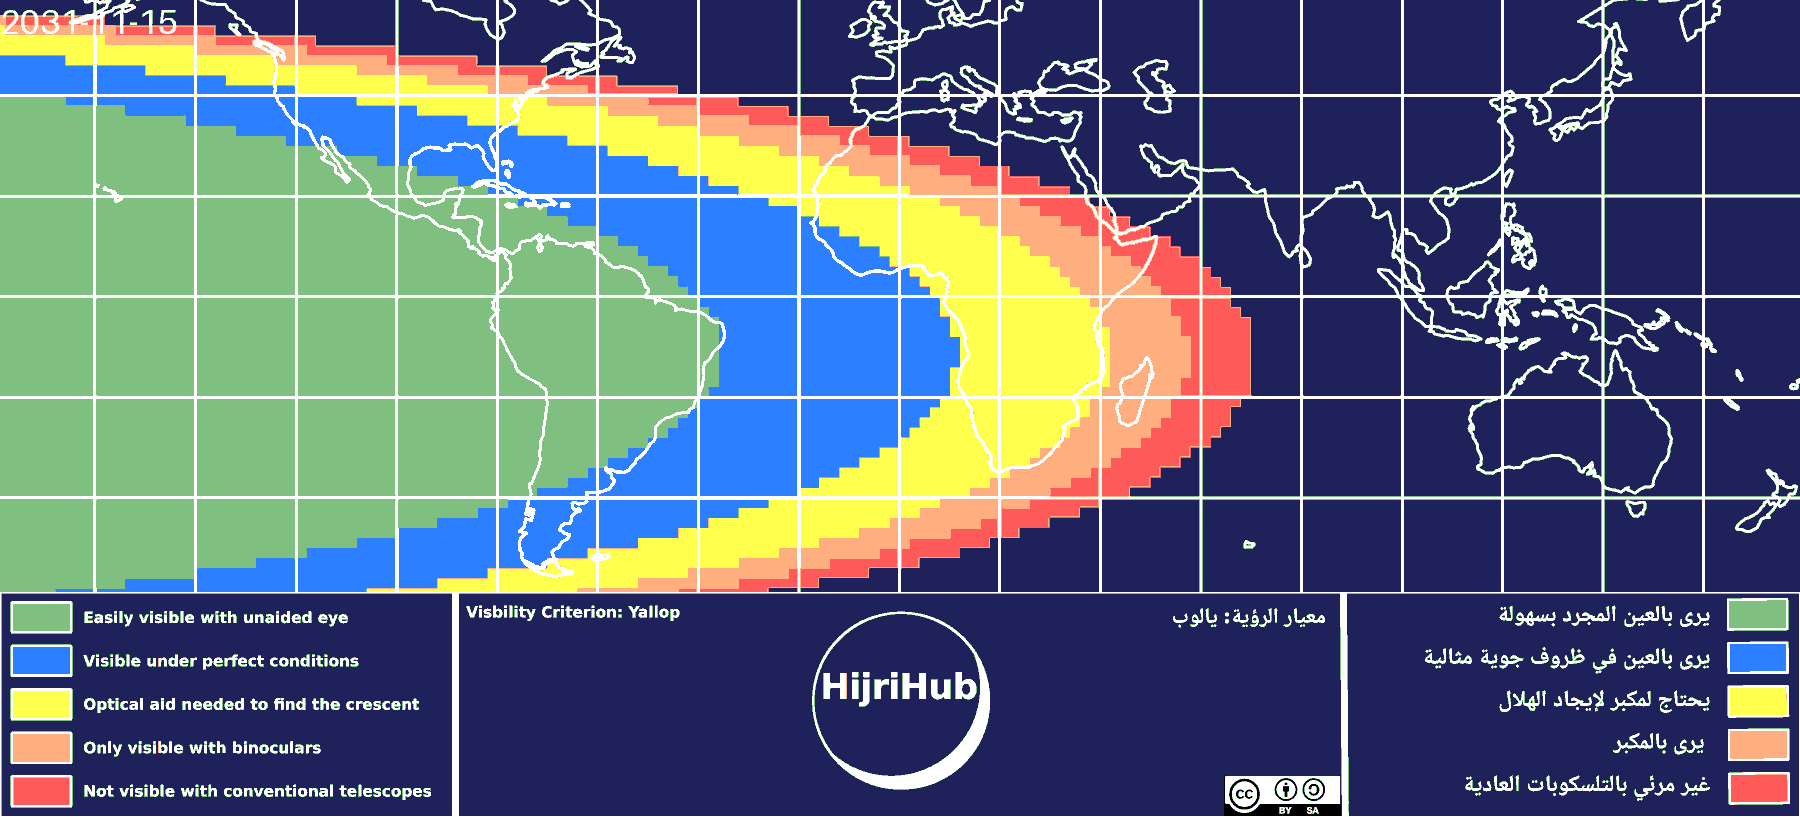 2031-11-15
Easily visible with unaided eye
Visible under perfect conditions
Optical aid needed to find the crescent
Only visible with binoculars
Not visible with conventional telescopes
Visbility Criterion: Yallop
معيار الرؤية: يالوب
HijriHub
cc
BY SA
يرى بالعين المجرد بسهولة
يرى بالعين في ظروف جوية مثالية
يحتاج لمكبر لإيجاد الهلال
يرى بالمكبر
غير مرئي بالتلسكوبات العادية